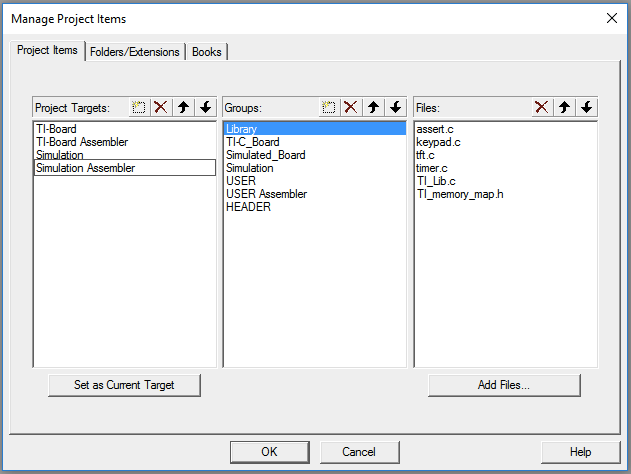 Manage Project Items
Project Items
Folders/Extensions
Books
Project Targets:
Groups:
Files:
TI-Board
TI-Board Assembler
Simulation
Simulation Assembler
Library
TI-C_Board
Simulated_Board
Simulation
USER
USER Assembler
HEADER
assert.c
keypad.c
tft.c
timer.c
TI_Lib.c
TI_memory_map.h
Set as Current Target
Add Files...
OK
Cancel
Help